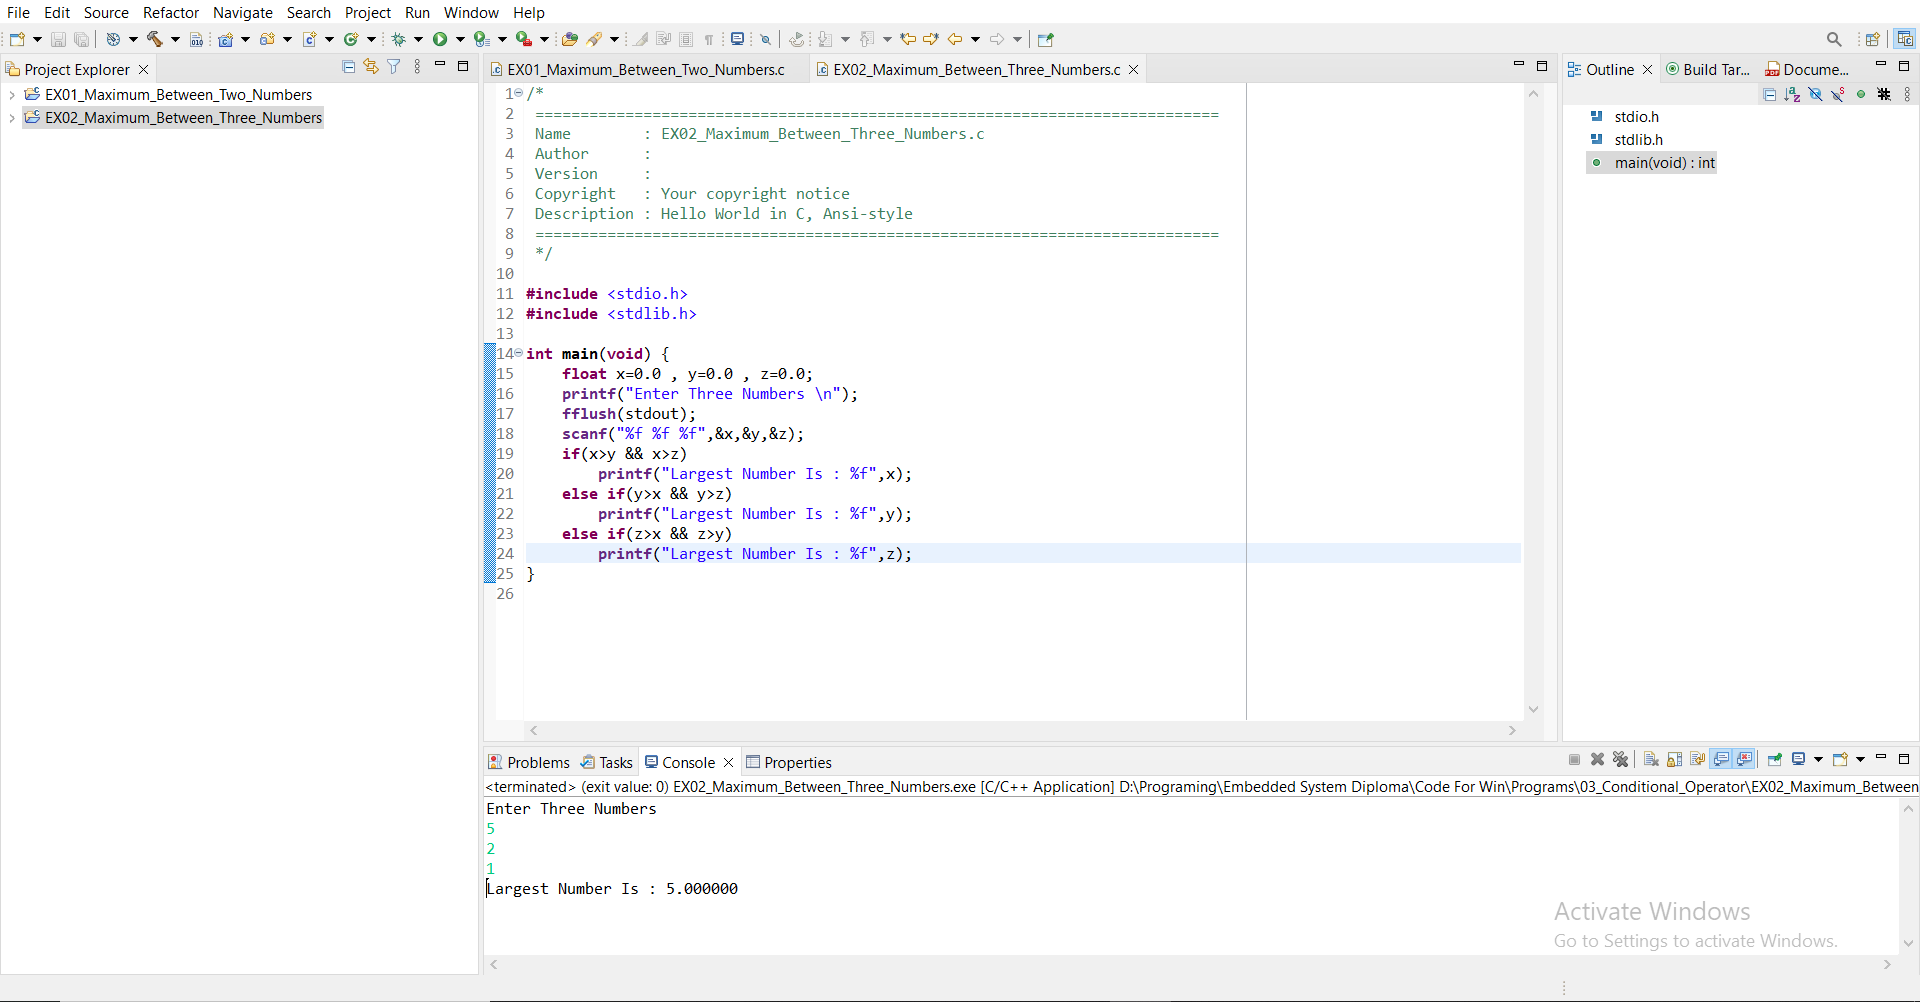 File Edit Source Refactor Navigate Search Project Run Window Help
Project Explorer
EX01_Maximum_Between_Two_Numbers
EX02_Maximum_Between_Three_Numbers
EX01_Maximum_Between_Two_Numbers.c
EX02_Maximum_Between_Three_Numbers.c
1 /*
2 ============================================================================
3 Name        : EX02_Maximum_Between_Three_Numbers.c
4 Author      :
5 Version     :
6 Copyright   : Your copyright notice
7 Description : Hello World in C, Ansi-style
8 ============================================================================
9 */
10
11 #include <stdio.h>
12 #include <stdlib.h>
13
14 int main(void) {
15     float x=0.0 , y=0.0 , z=0.0;
16     printf("Enter Three Numbers \n");
17     fflush(stdout);
18     scanf("%f %f %f",&x,&y,&z);
19     if(x>y && x>z)
20         printf("Largest Number Is : %f",x);
21     else if(y>x && y>z)
22         printf("Largest Number Is : %f",y);
23     else if(z>x && z>y)
24         printf("Largest Number Is : %f",z);
25 }
26
Outline Build Tar... Docume...
stdio.h
stdlib.h
main(void) : int
Problems Tasks Console Properties
<terminated> (exit value: 0) EX02_Maximum_Between_Three_Numbers.exe [C/C++ Application] D:\Programing\Embedded System Diploma\Code For Win\Programs\03_Conditional_Operator\EX02_Maximum_Between
Enter Three Numbers
5
2
1
Largest Number Is : 5.000000
Activate Windows
Go to Settings to activate Windows.